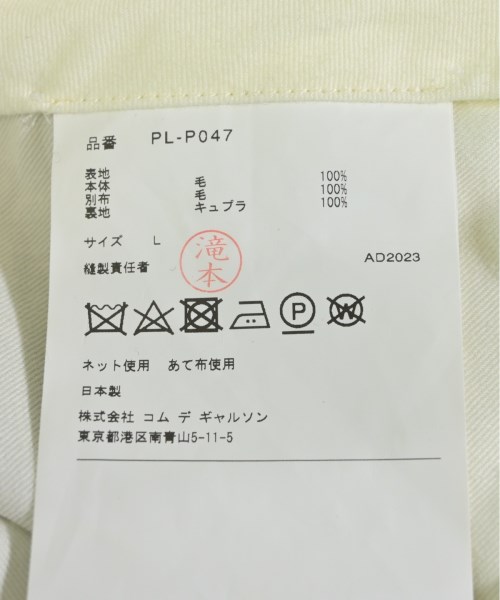 品番 PL-P047
表地
本体 毛 100%
別布 毛 100%
裏地 キュプラ 100%
サイズ L
縫製責任者 滝本
AD2023
P
W
ネット使用 あて布使用
日本製
株式会社 コム デ ギャルソン
東京都港区南青山5-11-5